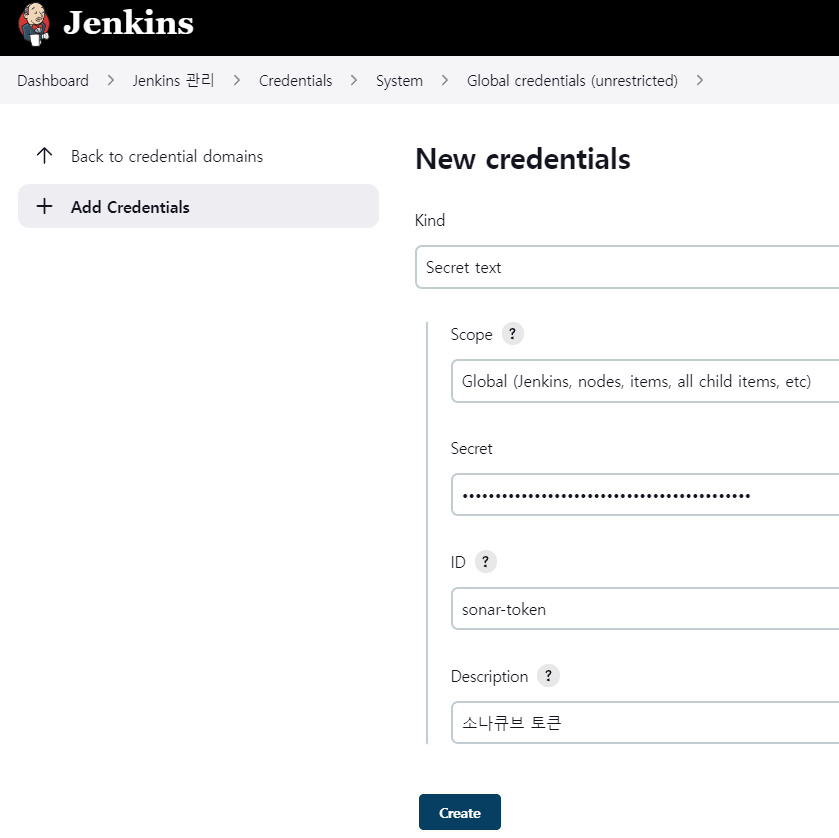 Jenkins
Dashboard > Jenkins 관리 > Credentials > System > Global credentials (unrestricted) >
Back to credential domains
Add Credentials
New credentials
Kind
Secret text
Scope ?
Global (Jenkins, nodes, items, all child items, etc)
Secret
••••••••••••••••••••••••••••••••••••••••••••
ID ?
sonar-token
Description ?
소나큐브 토큰
Create